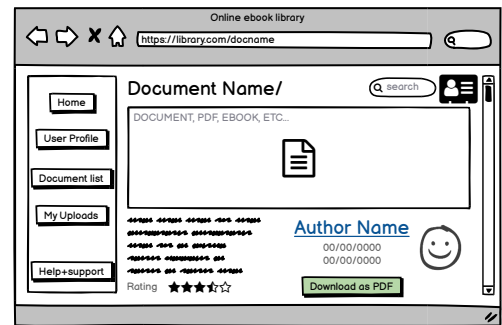 Online ebook library
https://library.com/docname
Home
User Profile
Document list
My Uploads
Help+support
Document Name/
search
DOCUMENT, PDF, EBOOK, ETC...
Rating
Author Name
00/00/0000
00/00/0000
Download as PDF